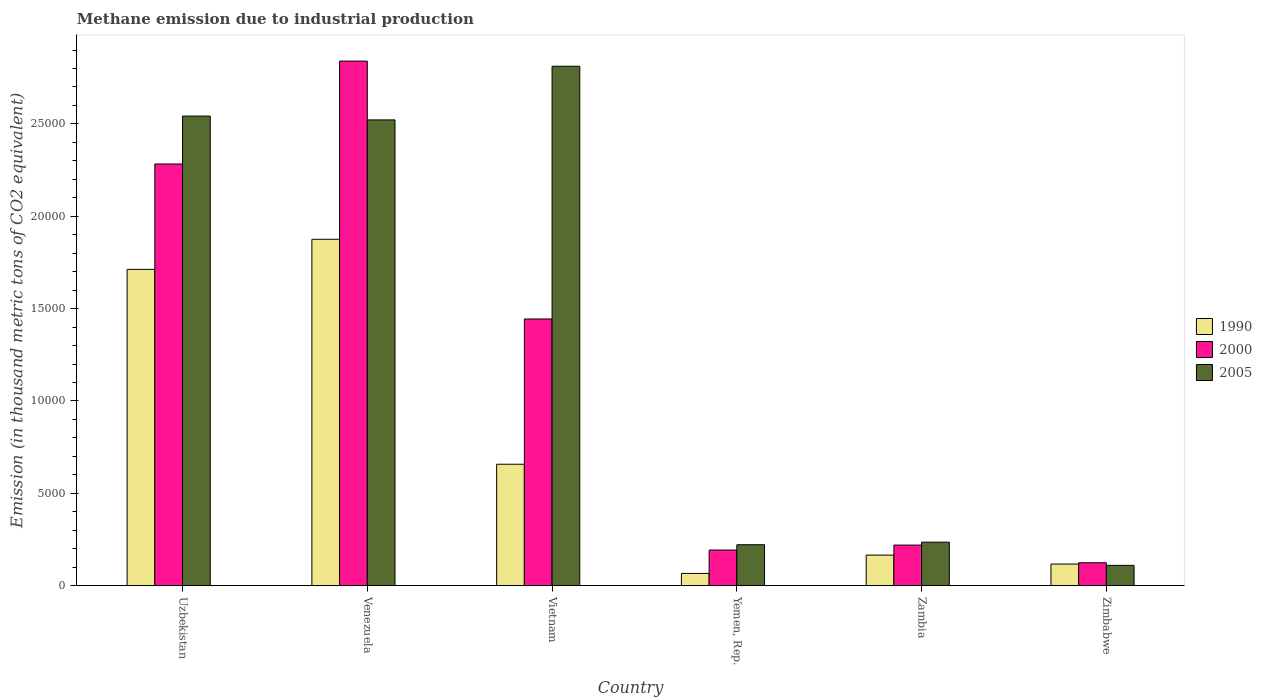 Methane emission due to industrial production
Emission (in thousand metric tons of CO2 equivalent)
25000
20000
15000
10000
5000
0
Uzbekistan
Venezuela
Vietnam
Yemen, Rep.
Zambia
Zimbabwe
Country
1990
2000
2005